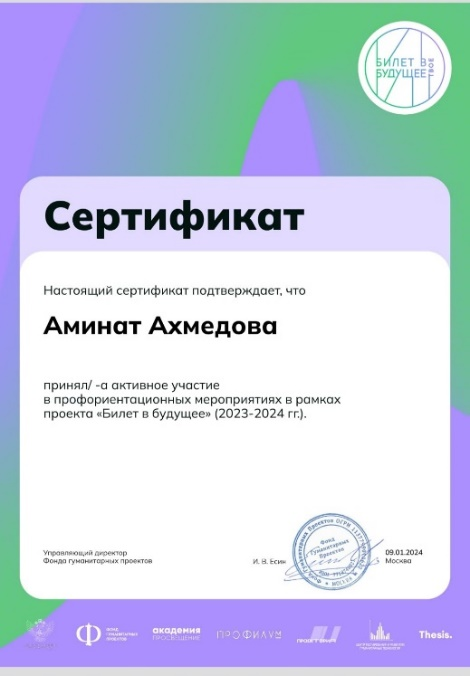 БИЛЕТ В
БУДУЩЕЕ
ТВОЁ
Сертификат
Настоящий сертификат подтверждает, что
Аминат Ахмедова
принял/ -а активное участие
в профориентационных мероприятиях в рамках
проекта «Билет в будущее» (2023-2024 гг.).
Управляющий директор
Фонда гуманитарных проектов
И. В. Есин
Фонд
Гуманитарных
Проектов
09.01.2024
Москва
ФОНД
ГУМАНИТАРНЫХ
ПРОЕКТОВ
академия
ПРОСВЕЩЕНИЕ
ПРОФИЛУМ
Thesis.